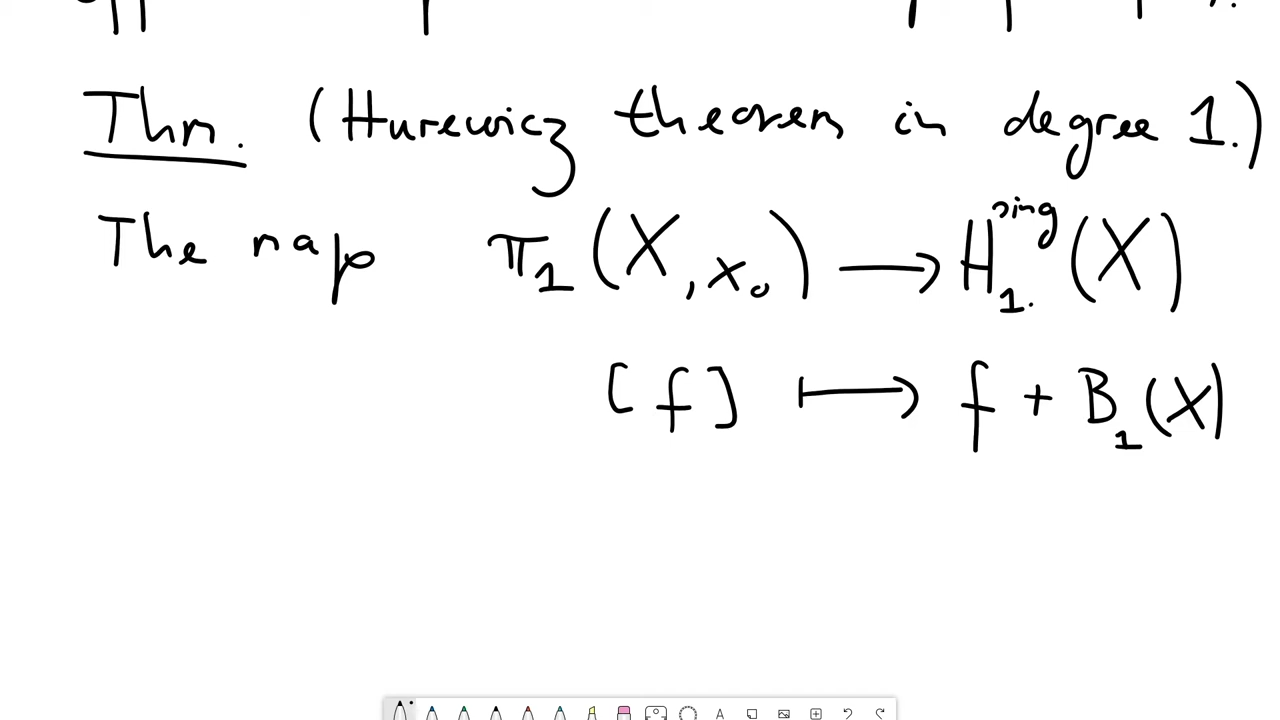 Thm. (Hurewicz theorem in degree 1.)
The map π₁(X, x₀) ⟶ H₁^sing(X)
[f] ⟼ f + B₁(X)